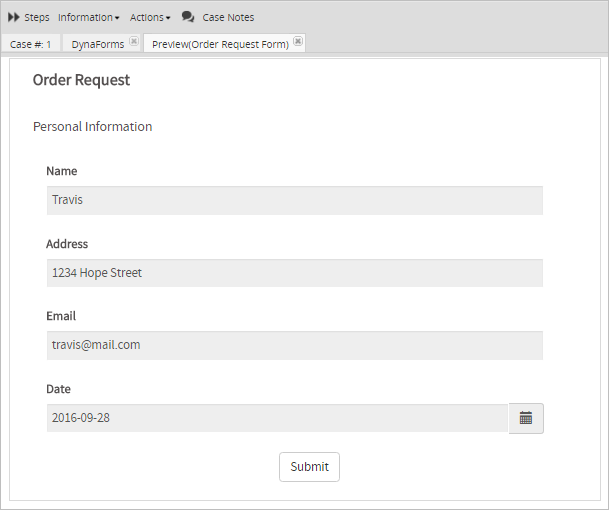 Steps Information Actions Case Notes
Case #: 1 DynaForms Preview(Order Request Form)
Order Request
Personal Information
Name
Travis
Address
1234 Hope Street
Email
travis@mail.com
Date
2016-09-28
Submit